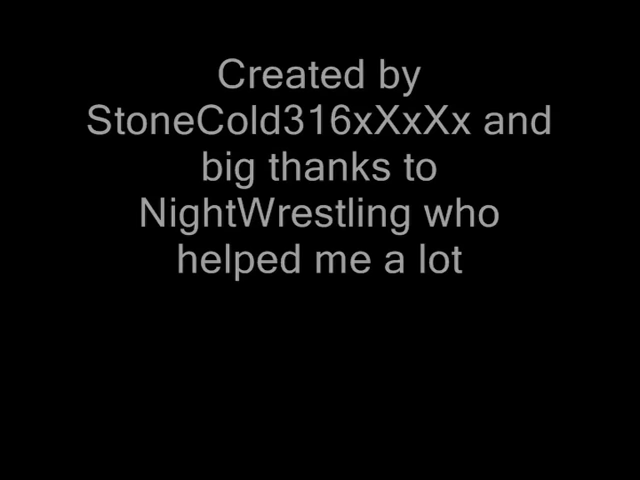 Created by
StoneCold316xXxXx and
big thanks to
NightWrestling who
helped me a lot